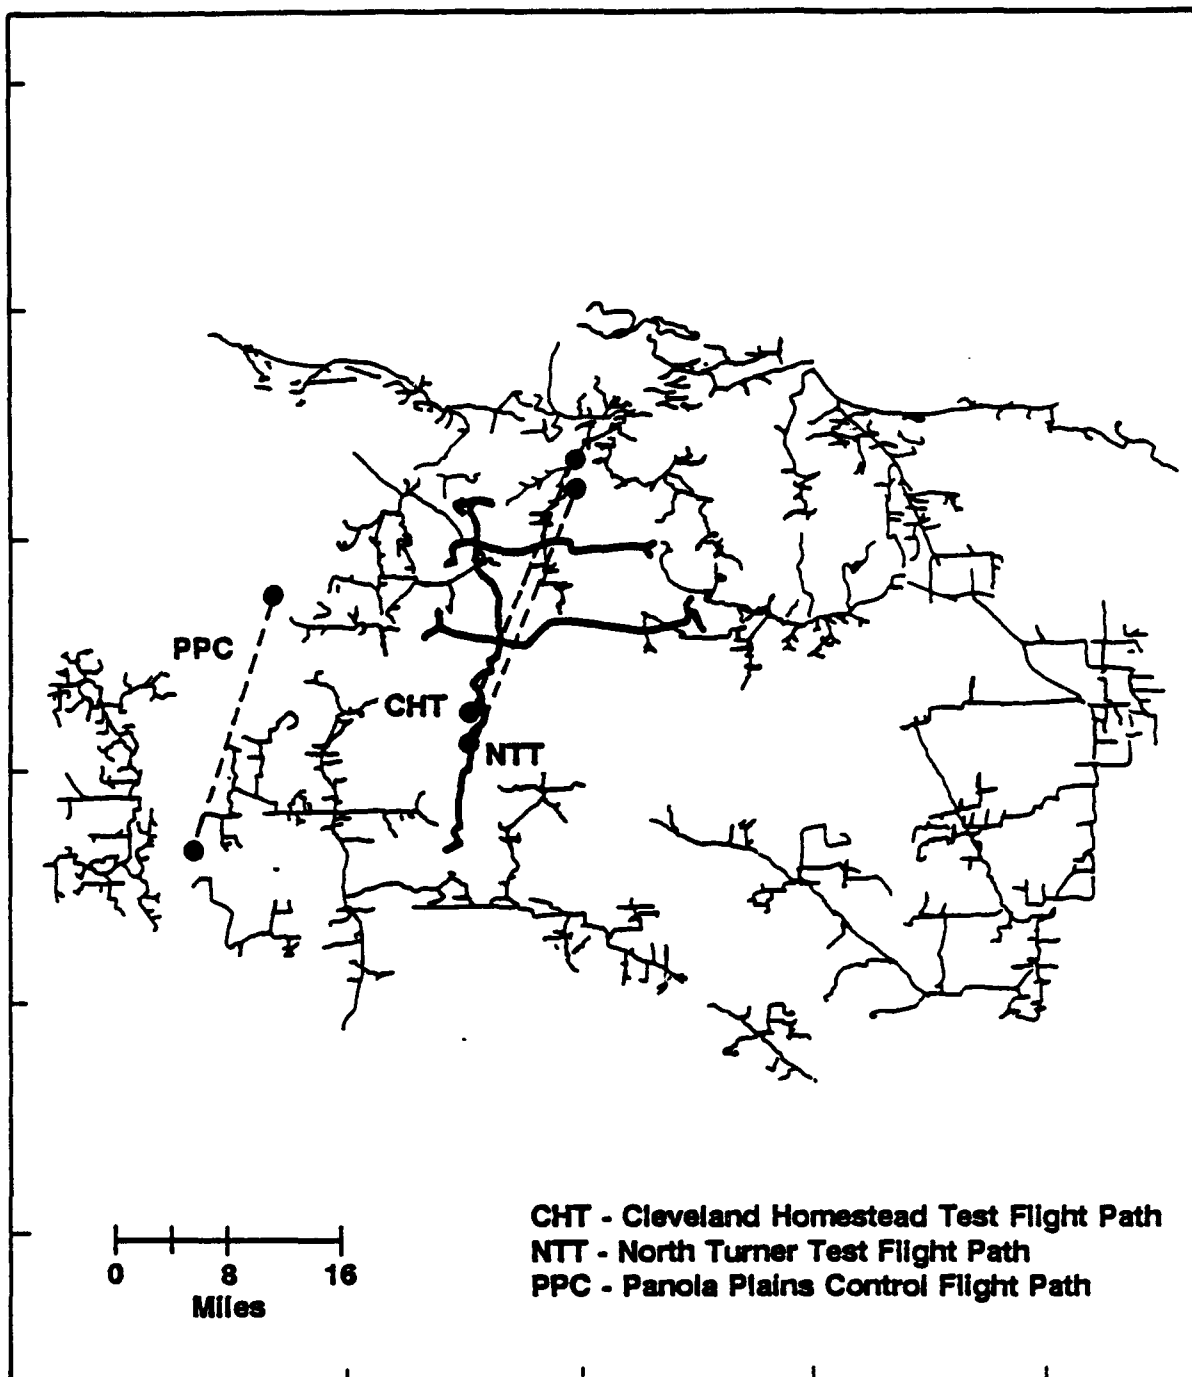 PPC
CHT
NTT
CHT - Cleveland Homestead Test Flight Path
NTT - North Turner Test Flight Path
PPC - Panola Plains Control Flight Path
0 8 16
Miles